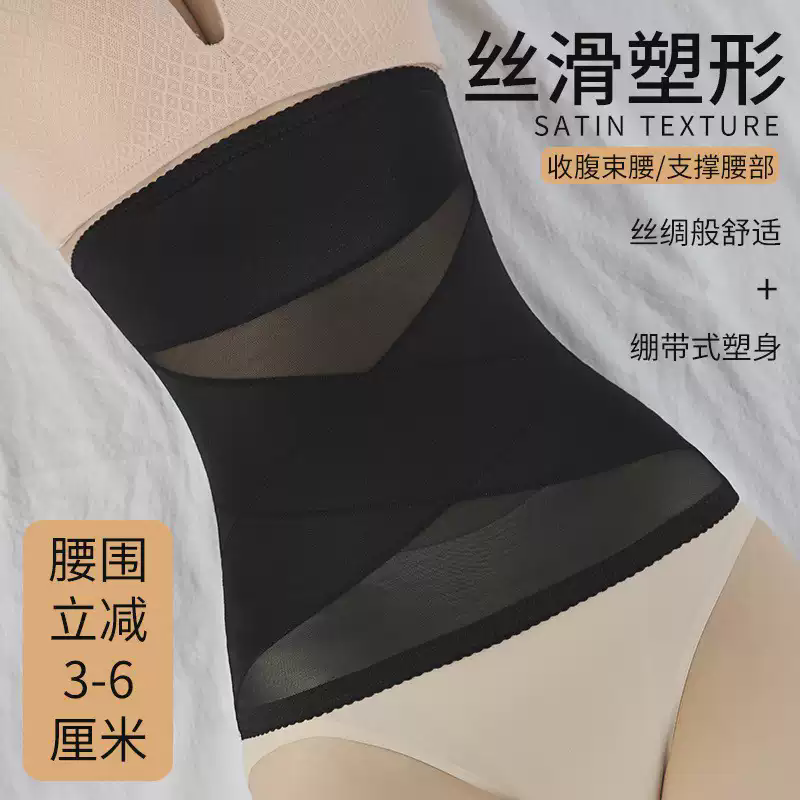 丝滑塑形
SATIN TEXTURE
收腹束腰/支撑腰部
丝绸般舒适
+
绷带式塑身
腰围
立减
3-6
厘米